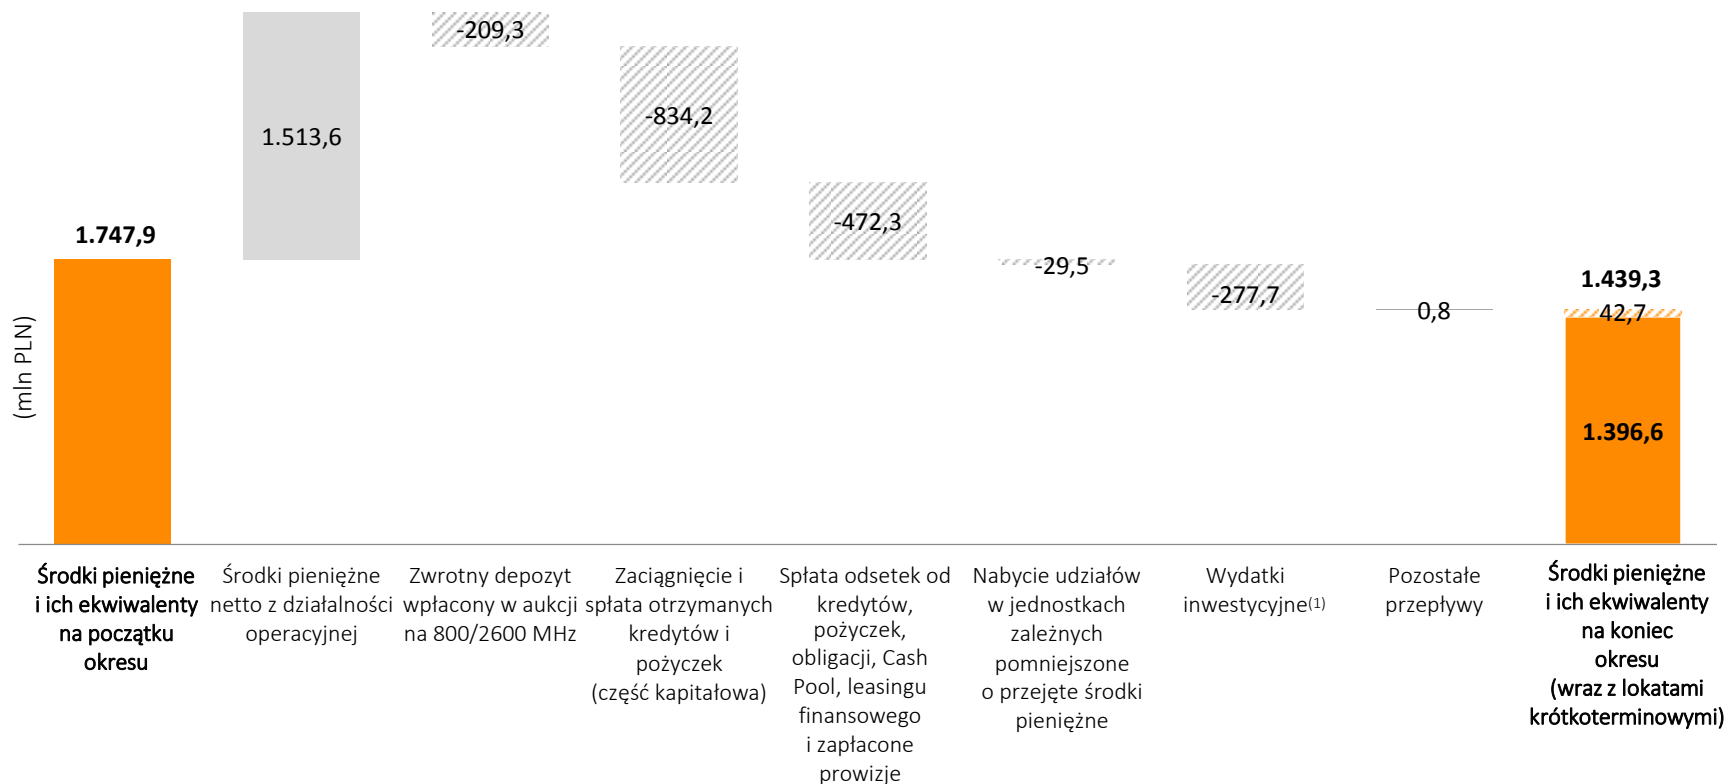 -209,3
-834,2
1.513,6
-472,3
1.747,9
-29,5
-277,7
0,8
1.439,3
42,7
1.396,6
(mln PLN)
Środki pieniężne
i ich ekwiwalenty
na początku
okresu
Środki pieniężne
netto z działalności
operacyjnej
Zwrotny depozyt
wpłacony w aukcji
na 800/2600 MHz
Zaciągnięcie i
spłata otrzymanych
kredytów i
pożyczek
(część kapitałowa)
Spłata odsetek od
kredytów,
pożyczek,
obligacji, Cash
Pool, leasingu
finansowego
i zapłacone
prowizje
Nabycie udziałów
w jednostkach
zależnych
pomniejszone
o przejęte środki
pieniężne
Wydatki
inwestycyjne(1)
Pozostałe
przepływy
Środki pieniężne
i ich ekwiwalenty
na koniec
okresu
(wraz z lokatami
krótkoterminowymi)